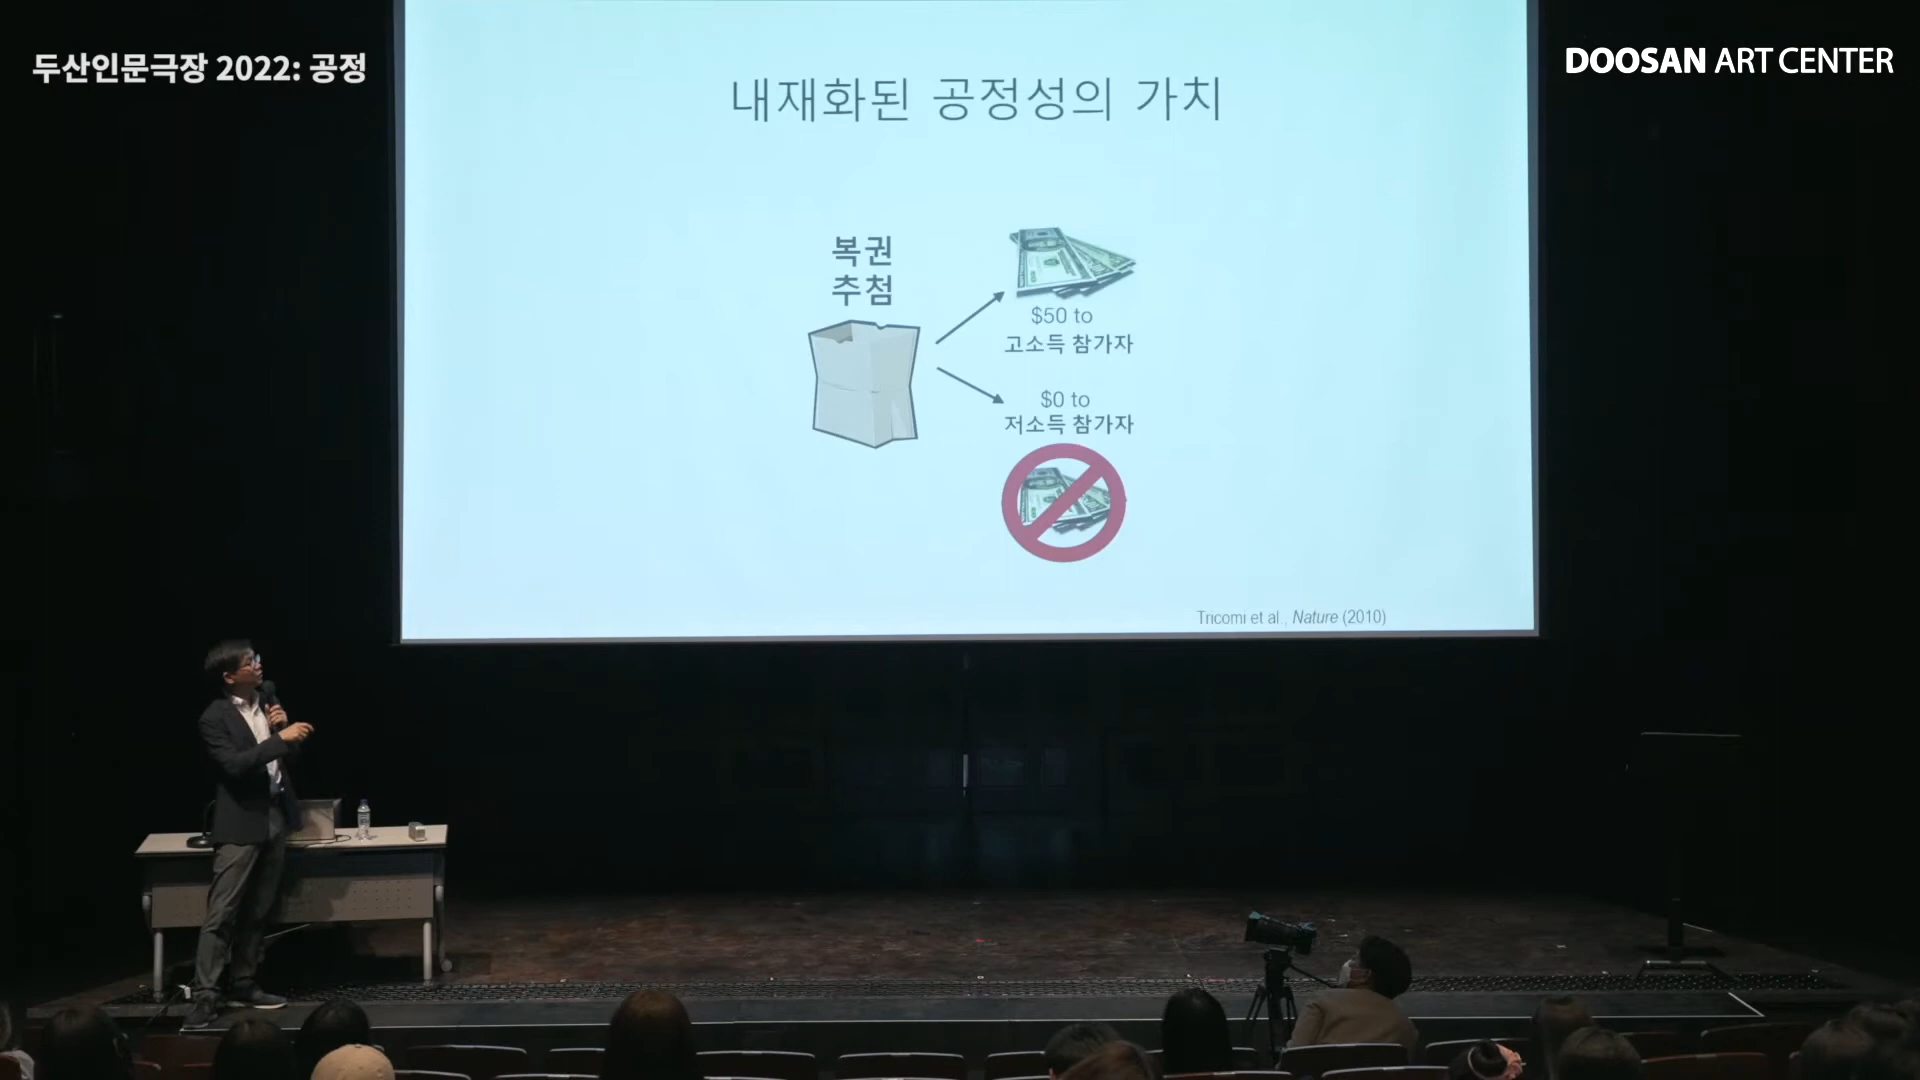 두산인문극장 2022: 공정
DOOSAN ART CENTER
내재화된 공정성의 가치
복권
추첨
$50 to
고소득 참가자
$0 to
저소득 참가자
Tricomi et al., Nature (2010)